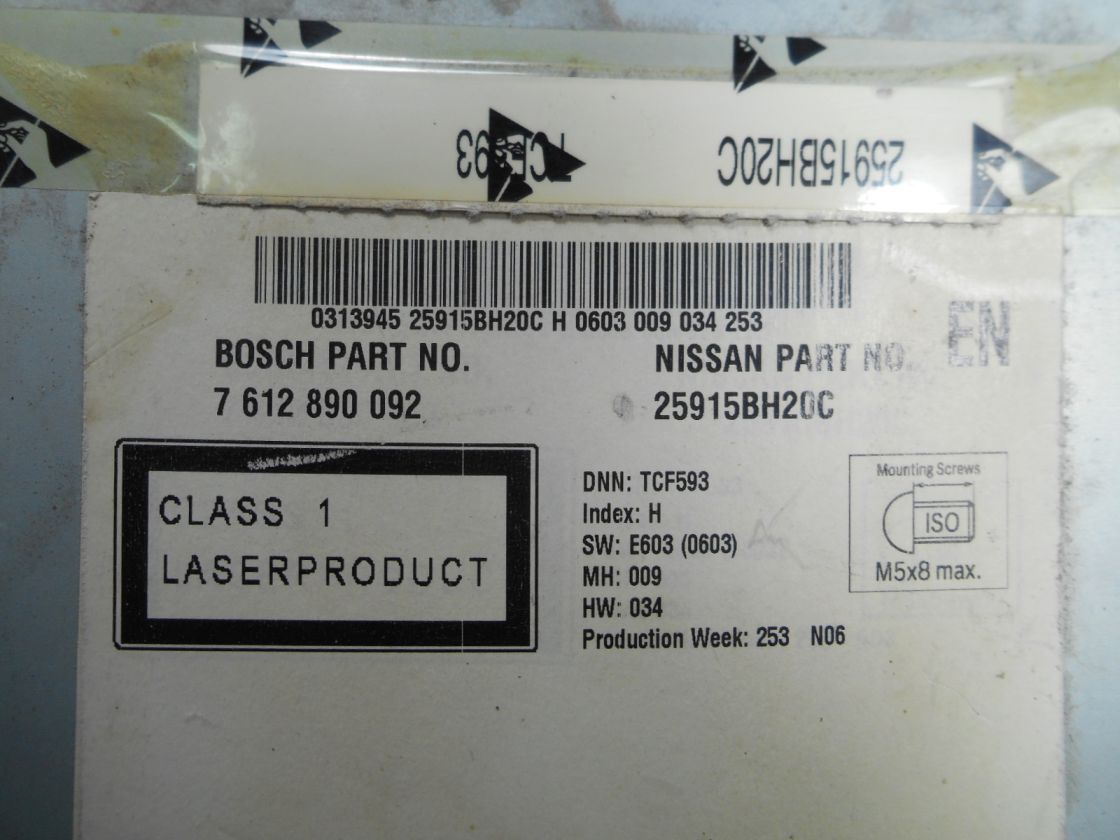 25915BH20C
0313945 25915BH20C H 0603 009 034 253
EN
BOSCH PART NO.
NISSAN PART NO.
7 612 890 092
25915BH20C
CLASS 1
LASERPRODUCT
DNN: TCF593
Index: H
SW: E603 (0603)
MH: 009
HW: 034
Production Week: 253 N06
Mounting Screws
ISO
M5x8 max.